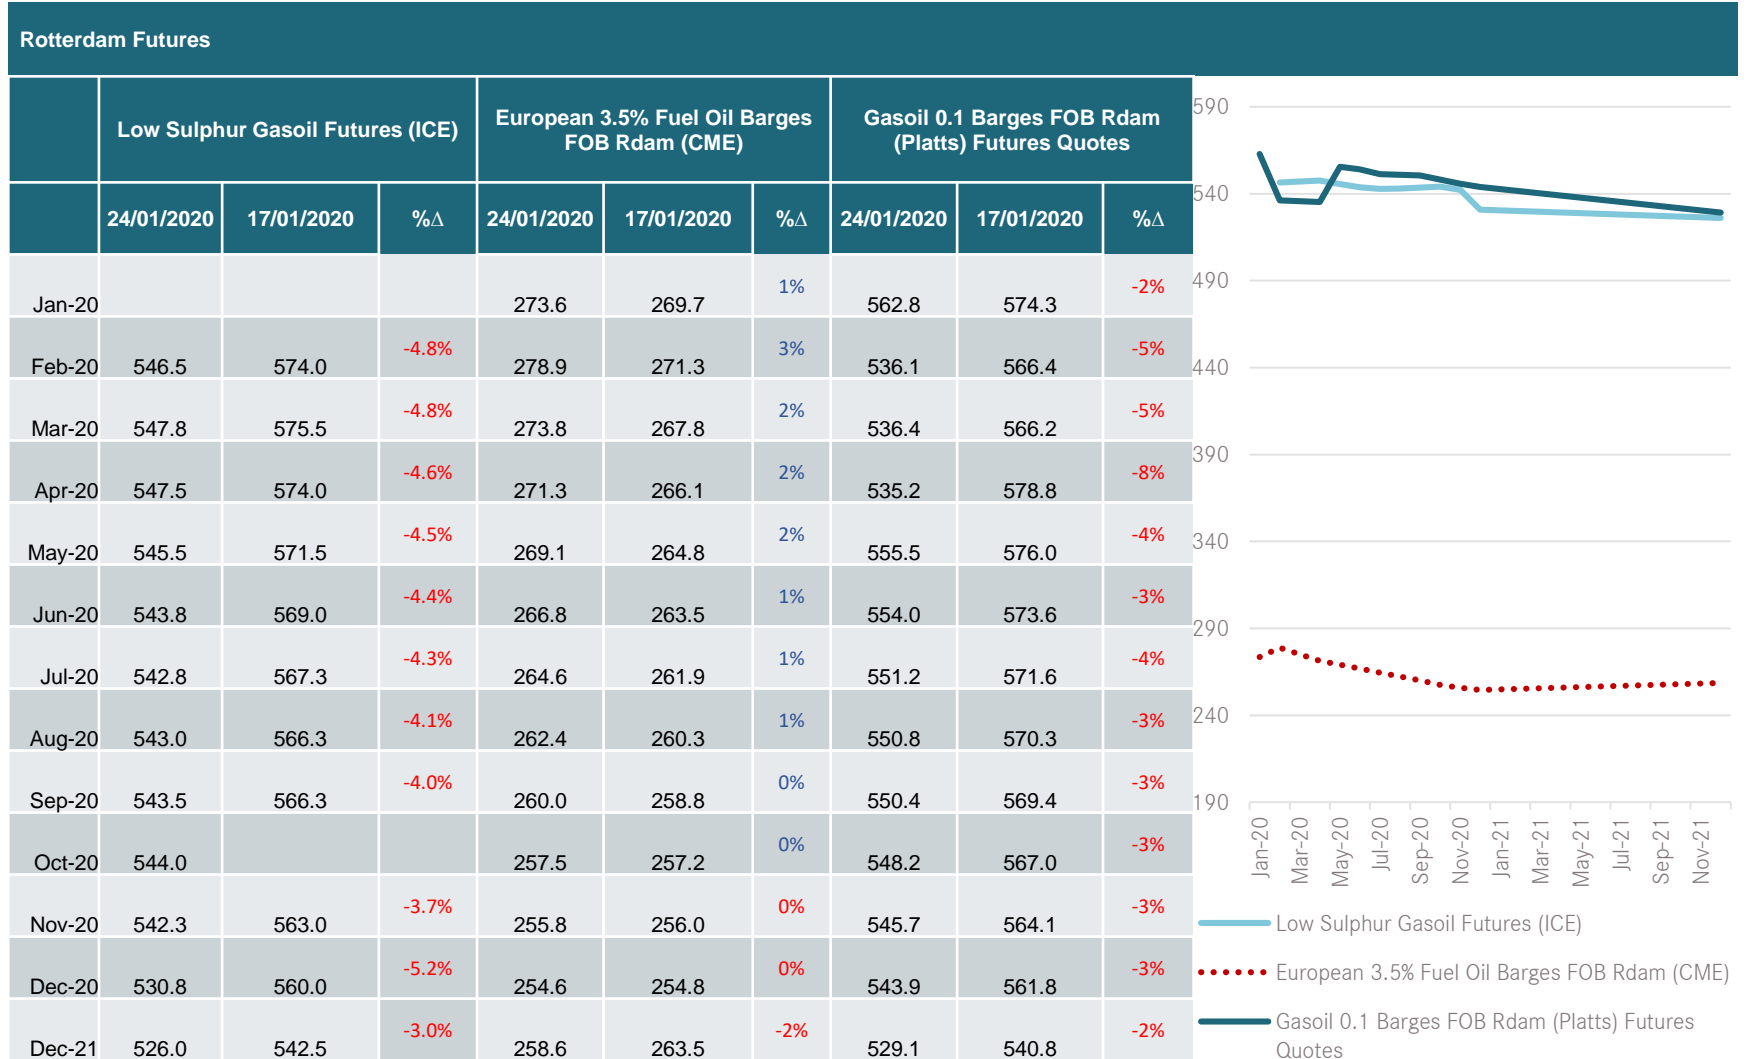 Rotterdam Futures
Low Sulphur Gasoil Futures (ICE)
European 3.5% Fuel Oil Barges
FOB Rdam (CME)
Gasoil 0.1 Barges FOB Rdam
(Platts) Futures Quotes
24/01/2020 17/01/2020 %Δ 24/01/2020 17/01/2020 %Δ 24/01/2020 17/01/2020 %Δ
Jan-20 273.6 269.7 1% 562.8 574.3 -2%
Feb-20 546.5 574.0 -4.8% 278.9 271.3 3% 536.1 566.4 -5%
Mar-20 547.8 575.5 -4.8% 273.8 267.8 2% 536.4 566.2 -5%
Apr-20 547.5 574.0 -4.6% 271.3 266.1 2% 535.2 578.8 -8%
May-20 545.5 571.5 -4.5% 269.1 264.8 2% 555.5 576.0 -4%
Jun-20 543.8 569.0 -4.4% 266.8 263.5 1% 554.0 573.6 -3%
Jul-20 542.8 567.3 -4.3% 264.6 261.9 1% 551.2 571.6 -4%
Aug-20 543.0 566.3 -4.1% 262.4 260.3 1% 550.8 570.3 -3%
Sep-20 543.5 566.3 -4.0% 260.0 258.8 0% 550.4 569.4 -3%
Oct-20 544.0 257.5 257.2 0% 548.2 567.0 -3%
Nov-20 542.3 563.0 -3.7% 255.8 256.0 0% 545.7 564.1 -3%
Dec-20 530.8 560.0 -5.2% 254.6 254.8 0% 543.9 561.8 -3%
Dec-21 526.0 542.5 -3.0% 258.6 263.5 -2% 529.1 540.8 -2%
590
540
490
440
390
340
290
240
190
Jan-20
Mar-20
May-20
Jul-20
Sep-20
Nov-20
Jan-21
Mar-21
May-21
Jul-21
Sep-21
Nov-21
Low Sulphur Gasoil Futures (ICE)
European 3.5% Fuel Oil Barges FOB Rdam (CME)
Gasoil 0.1 Barges FOB Rdam (Platts) Futures
Quotes